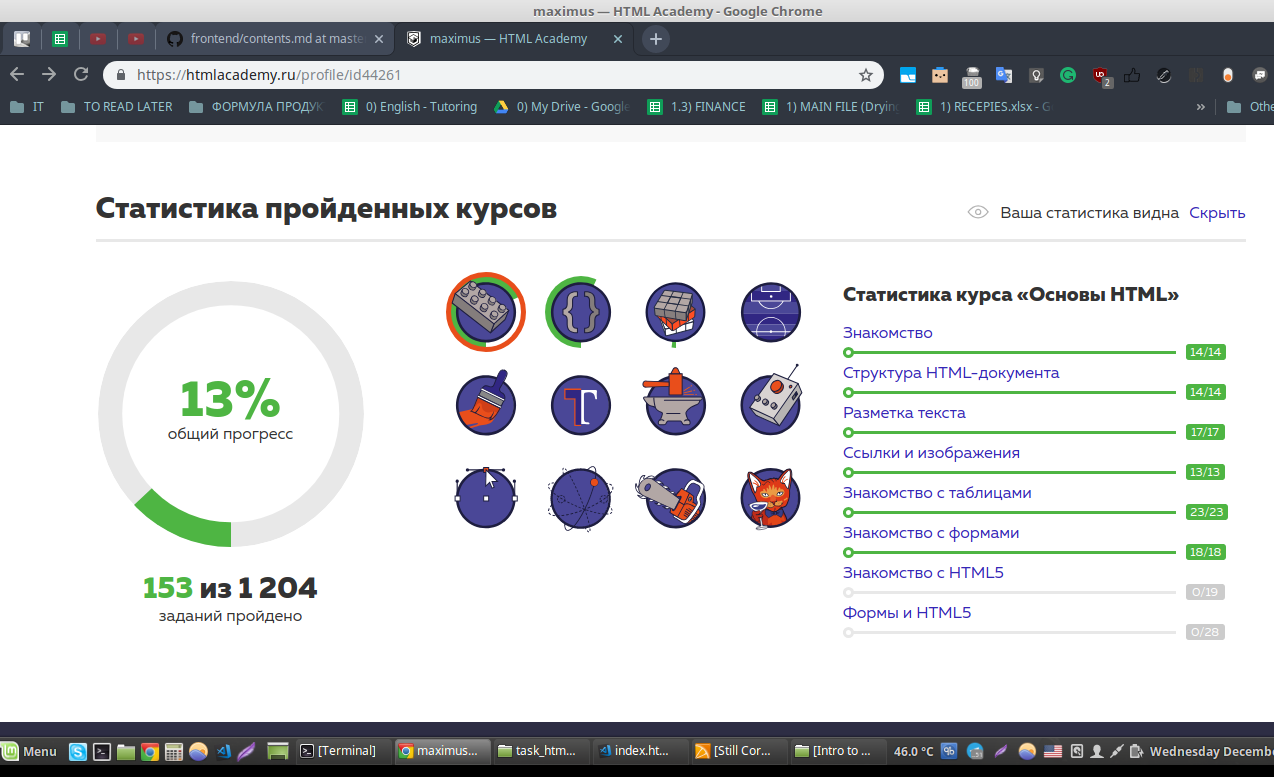 maximus — HTML Academy - Google Chrome
frontend/contents.md at maste
maximus — HTML Academy
https://htmlacademy.ru/profile/id44261
100
2
IT
TO READ LATER
ФОРМУЛА ПРОДУК
0) English - Tutoring
0) My Drive - Google
1.3) FINANCE
1) MAIN FILE (Drying
1) RECEPIES.xlsx - G
»
Othe
Статистика пройденных курсов
Ваша статистика видна Скрыть
13%
общий прогресс
153 из 1 204
заданий пройдено
Статистика курса «Основы HTML»
Знакомство
14/14
Структура HTML-документа
14/14
Разметка текста
17/17
Ссылки и изображения
13/13
Знакомство с таблицами
23/23
Знакомство с формами
18/18
Знакомство с HTML5
0/19
Формы и HTML5
0/28
Menu
[Terminal]
maximus...
task_htm...
index.ht...
[Still Cor...
[Intro to ...
46.0 °C
Wednesday Decembe